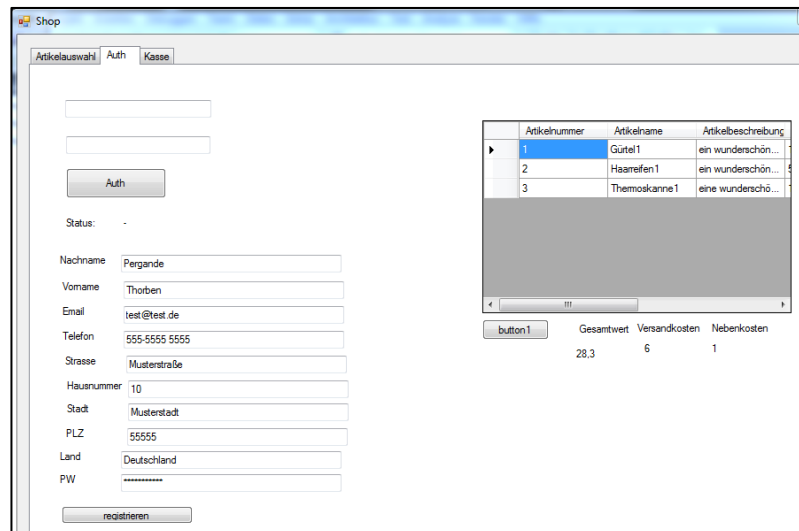 Shop
Artikelauswahl Auth Kasse
Auth
Status: -
Nachname Pergande
Vorname Thorben
Email test@test.de
Telefon 555-5555 5555
Strasse Musterstraße
Hausnummer 10
Stadt Musterstadt
PLZ 55555
Land Deutschland
PW ***********
registrieren
Artikelnummer Artikelname Artikelbeschreibung
1 Gürtel1 ein wunderschön...
2 Haarreifen1 ein wunderschön... 5
3 Thermoskanne1 eine wunderschö...
button1 Gesamtwert Versandkosten Nebenkosten
28,3 6 1